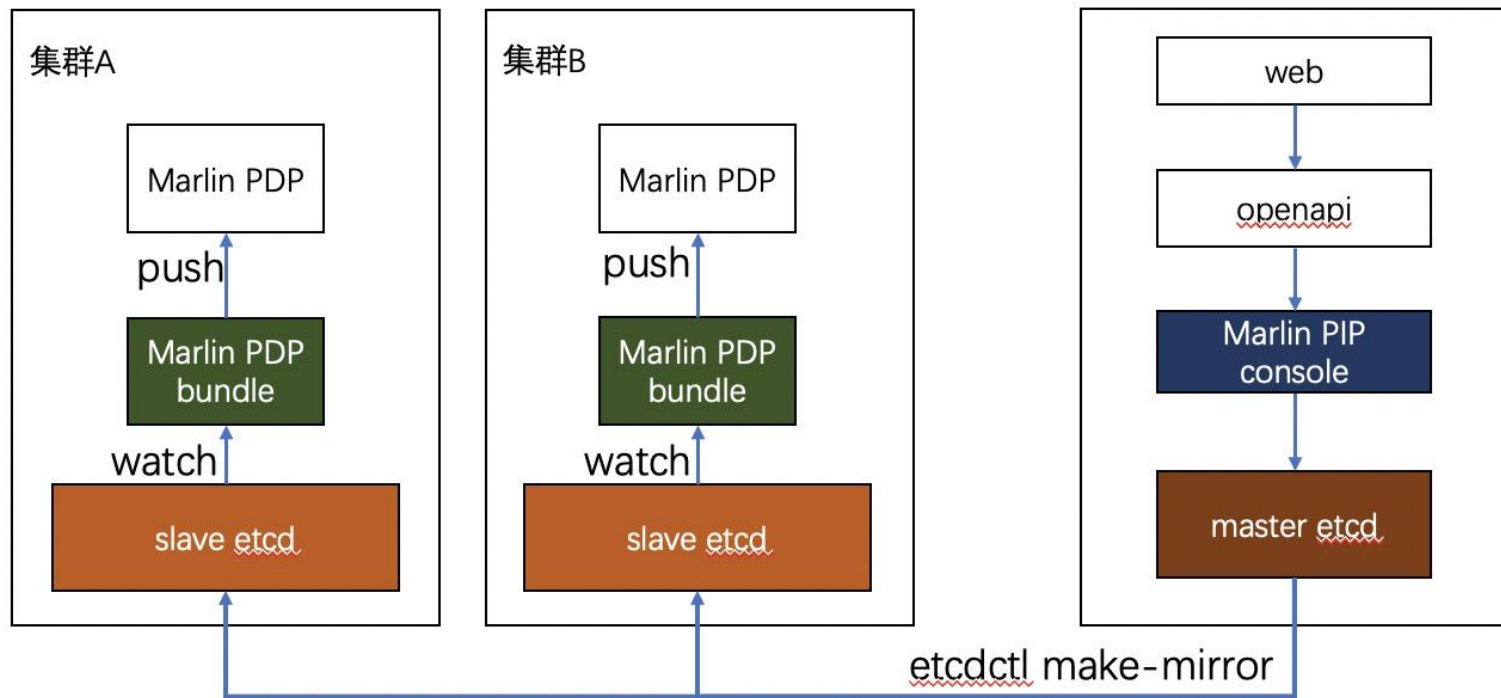 集群A
Marlin PDP
push
Marlin PDP
bundle
watch
slave etcd
集群B
Marlin PDP
push
Marlin PDP
bundle
watch
slave etcd
web
openapi
Marlin PIP
console
master etcd
etcdctl make-mirror